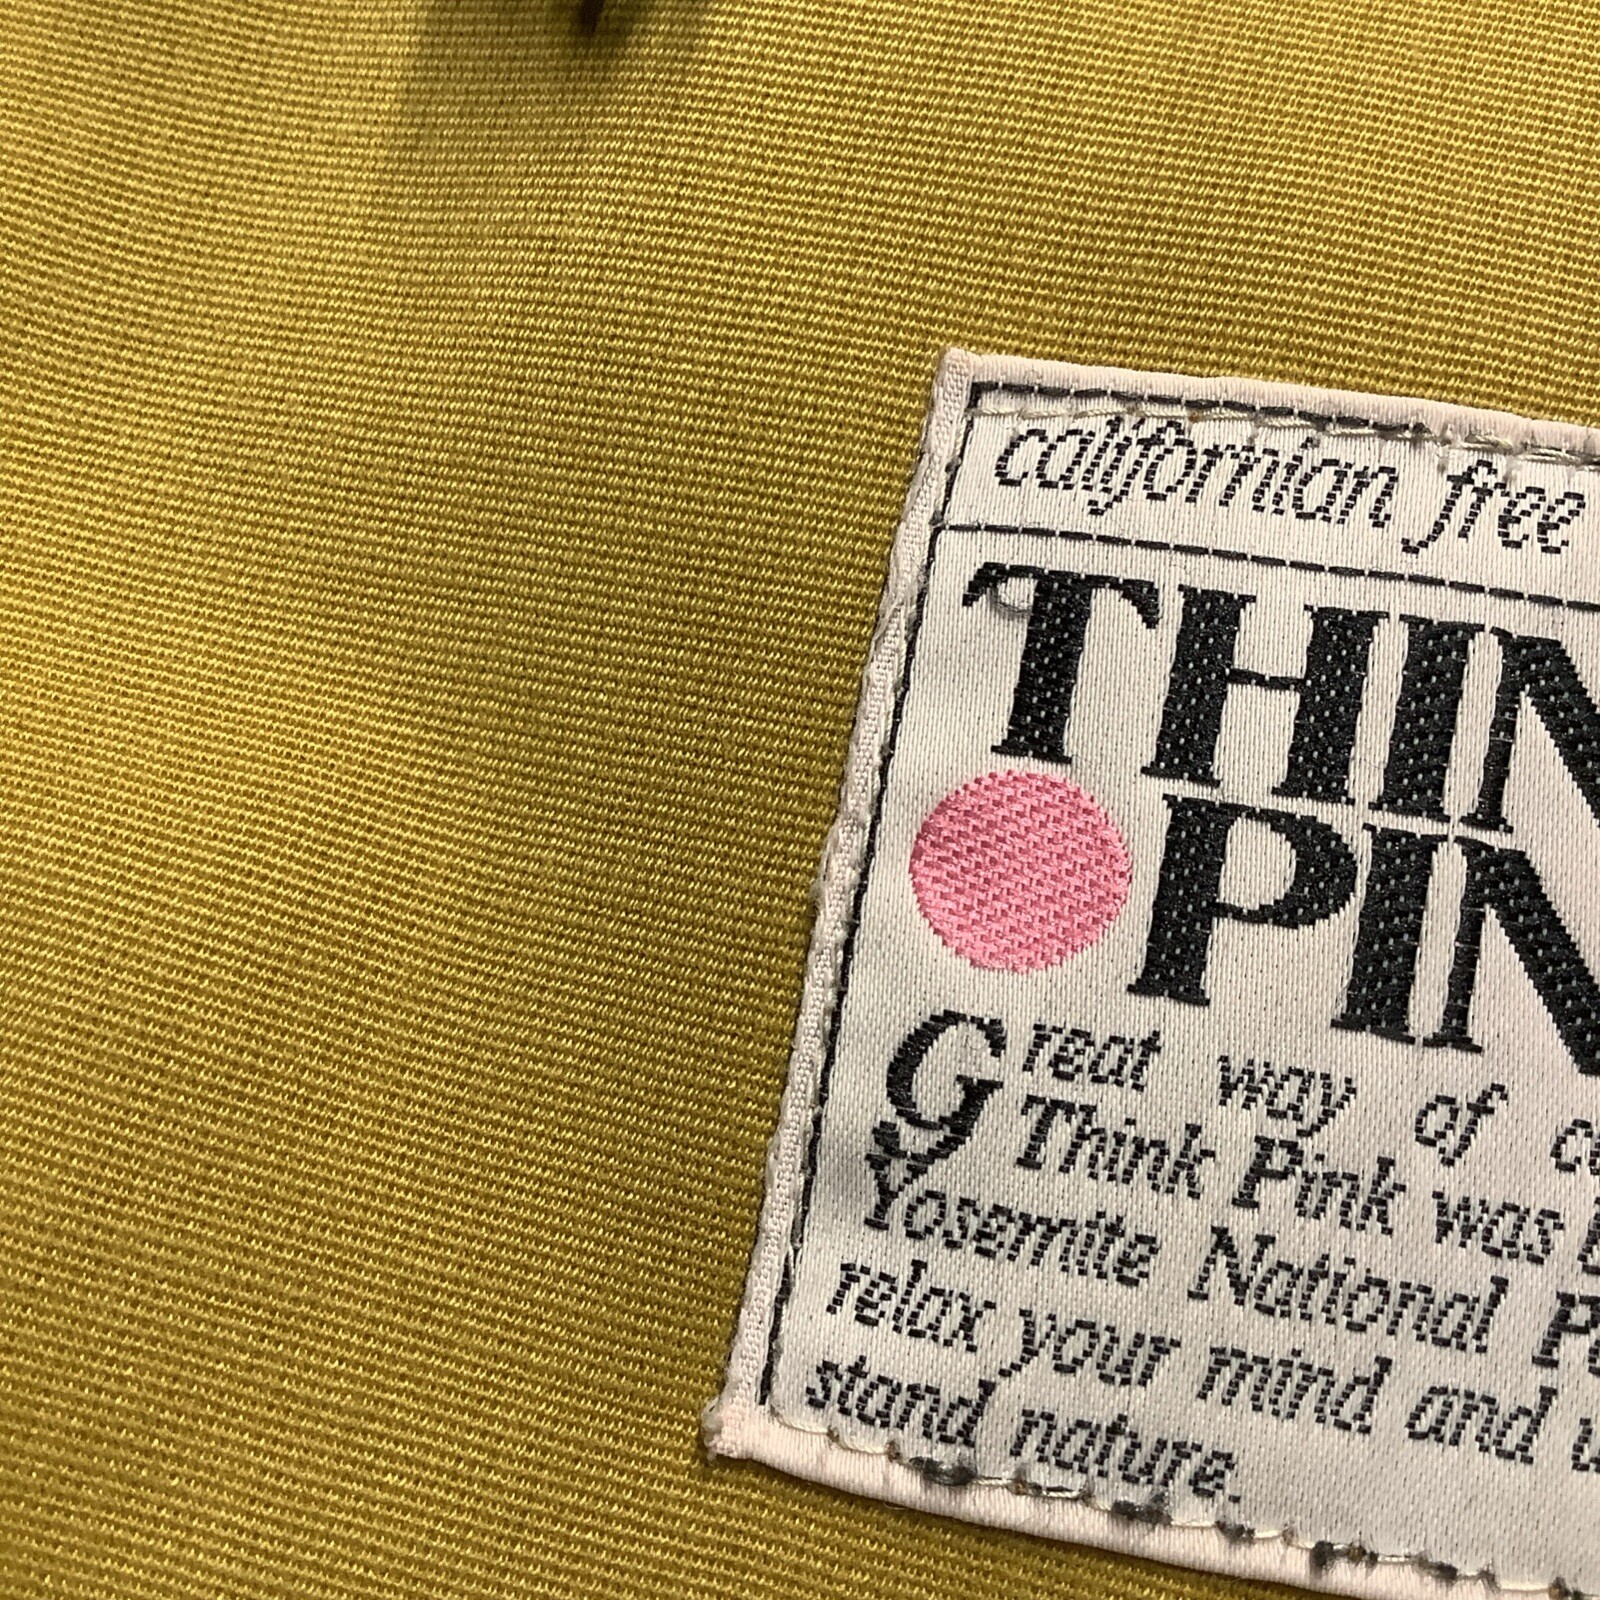 californian free
THIN
PIN
Great way of
Think Pink was
Yosemite National
relax your mind and
stand nature.